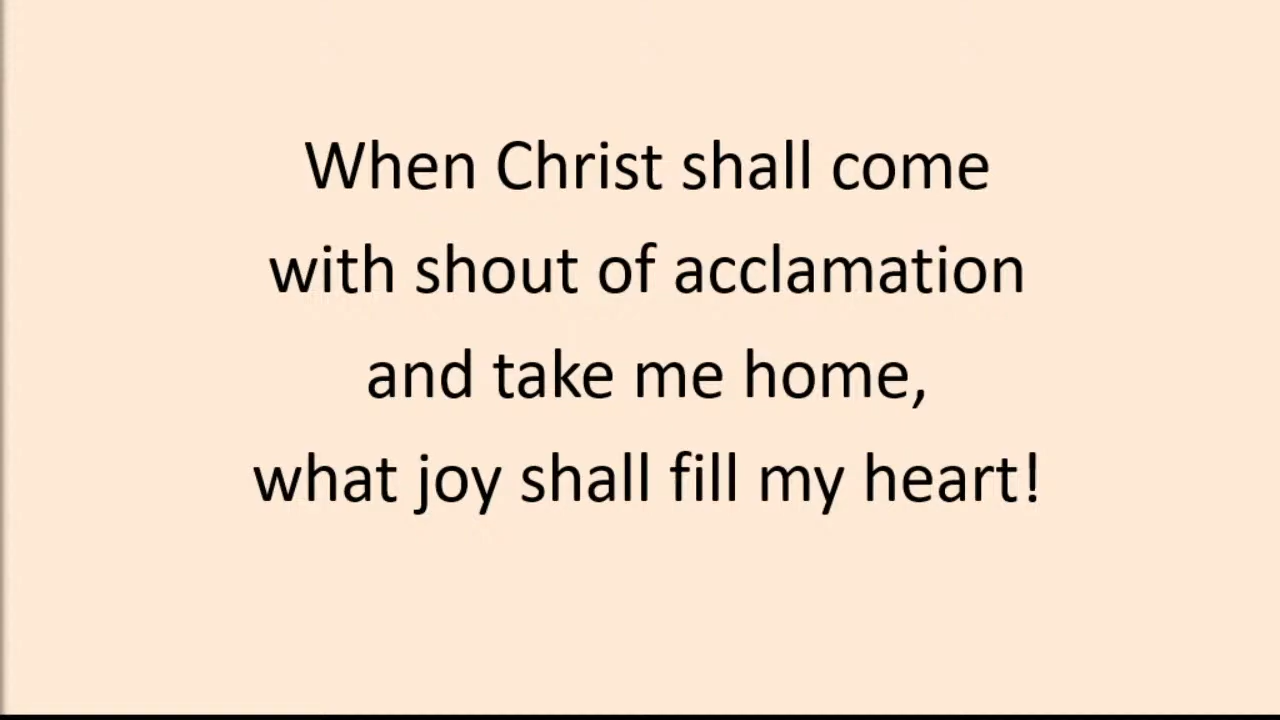 When Christ shall come
with shout of acclamation
and take me home,
what joy shall fill my heart!